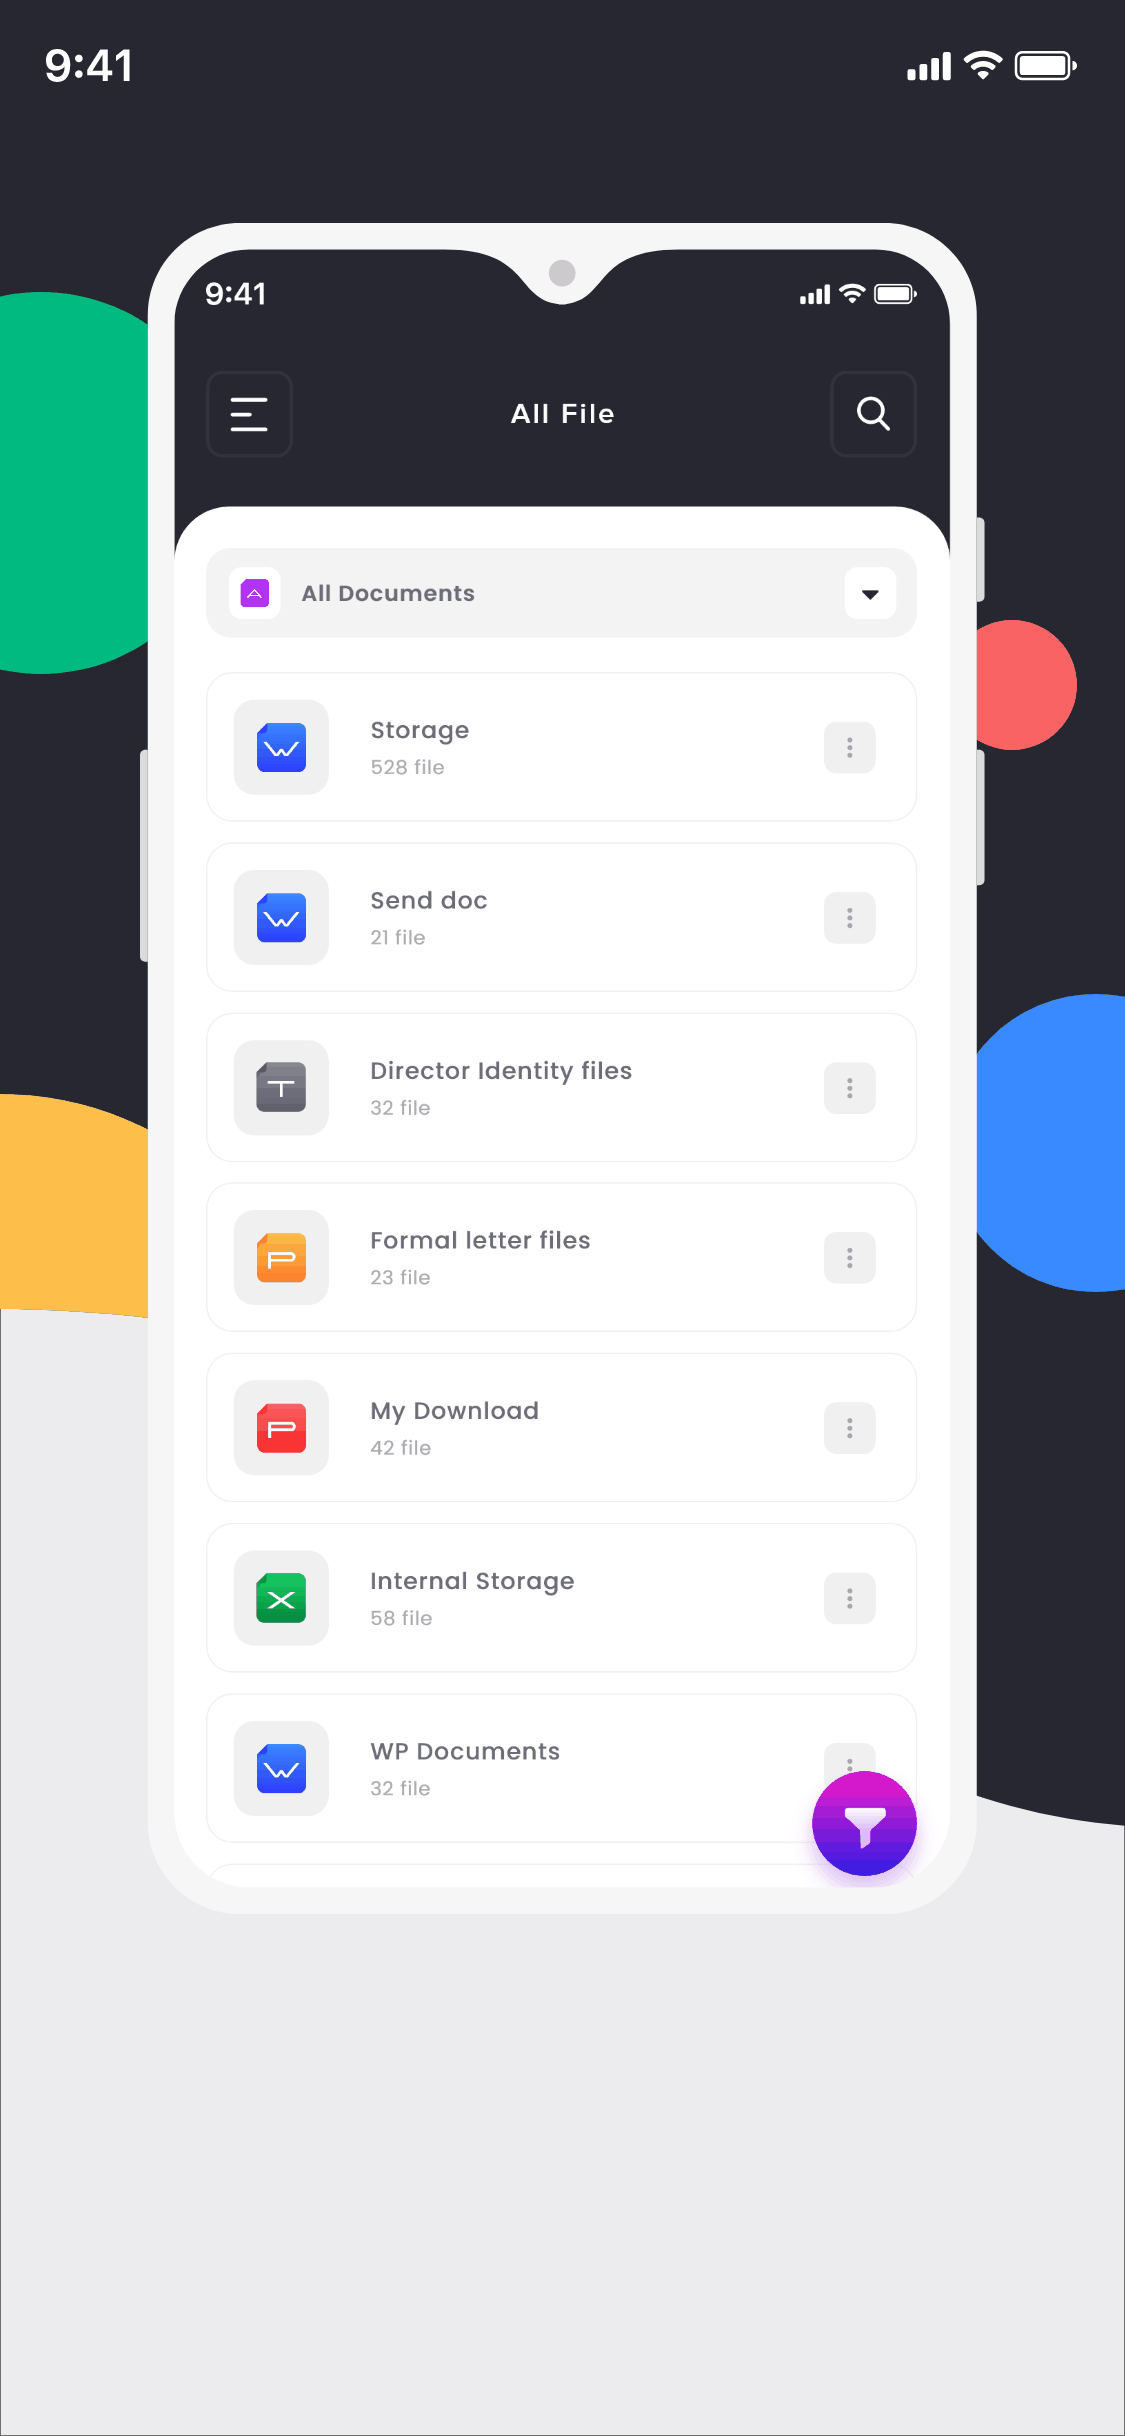 9:41
9:41
All File
All Documents
Storage
528 file
Send doc
21 file
Director Identity files
32 file
Formal letter files
23 file
My Download
42 file
Internal Storage
58 file
WP Documents
32 file